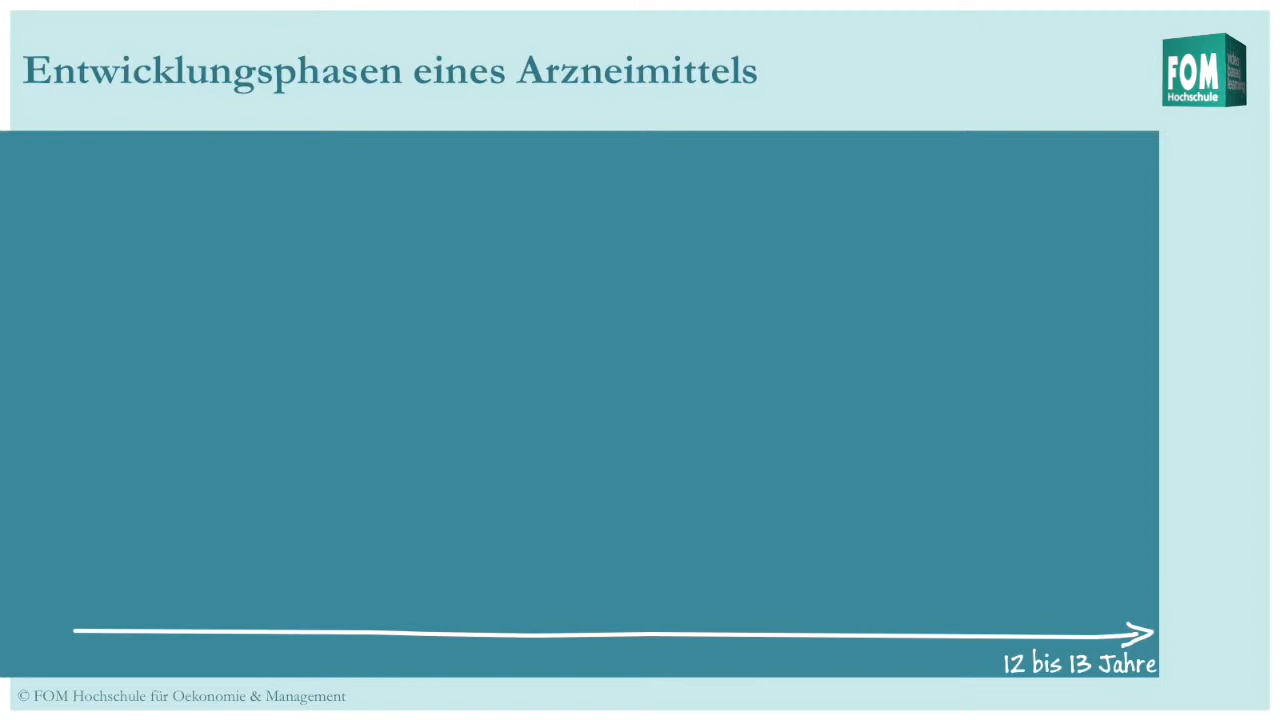 Entwicklungsphasen eines Arzneimittels
FOM
Hochschule
12 bis 13 Jahre
© FOM Hochschule für Oekonomie & Management